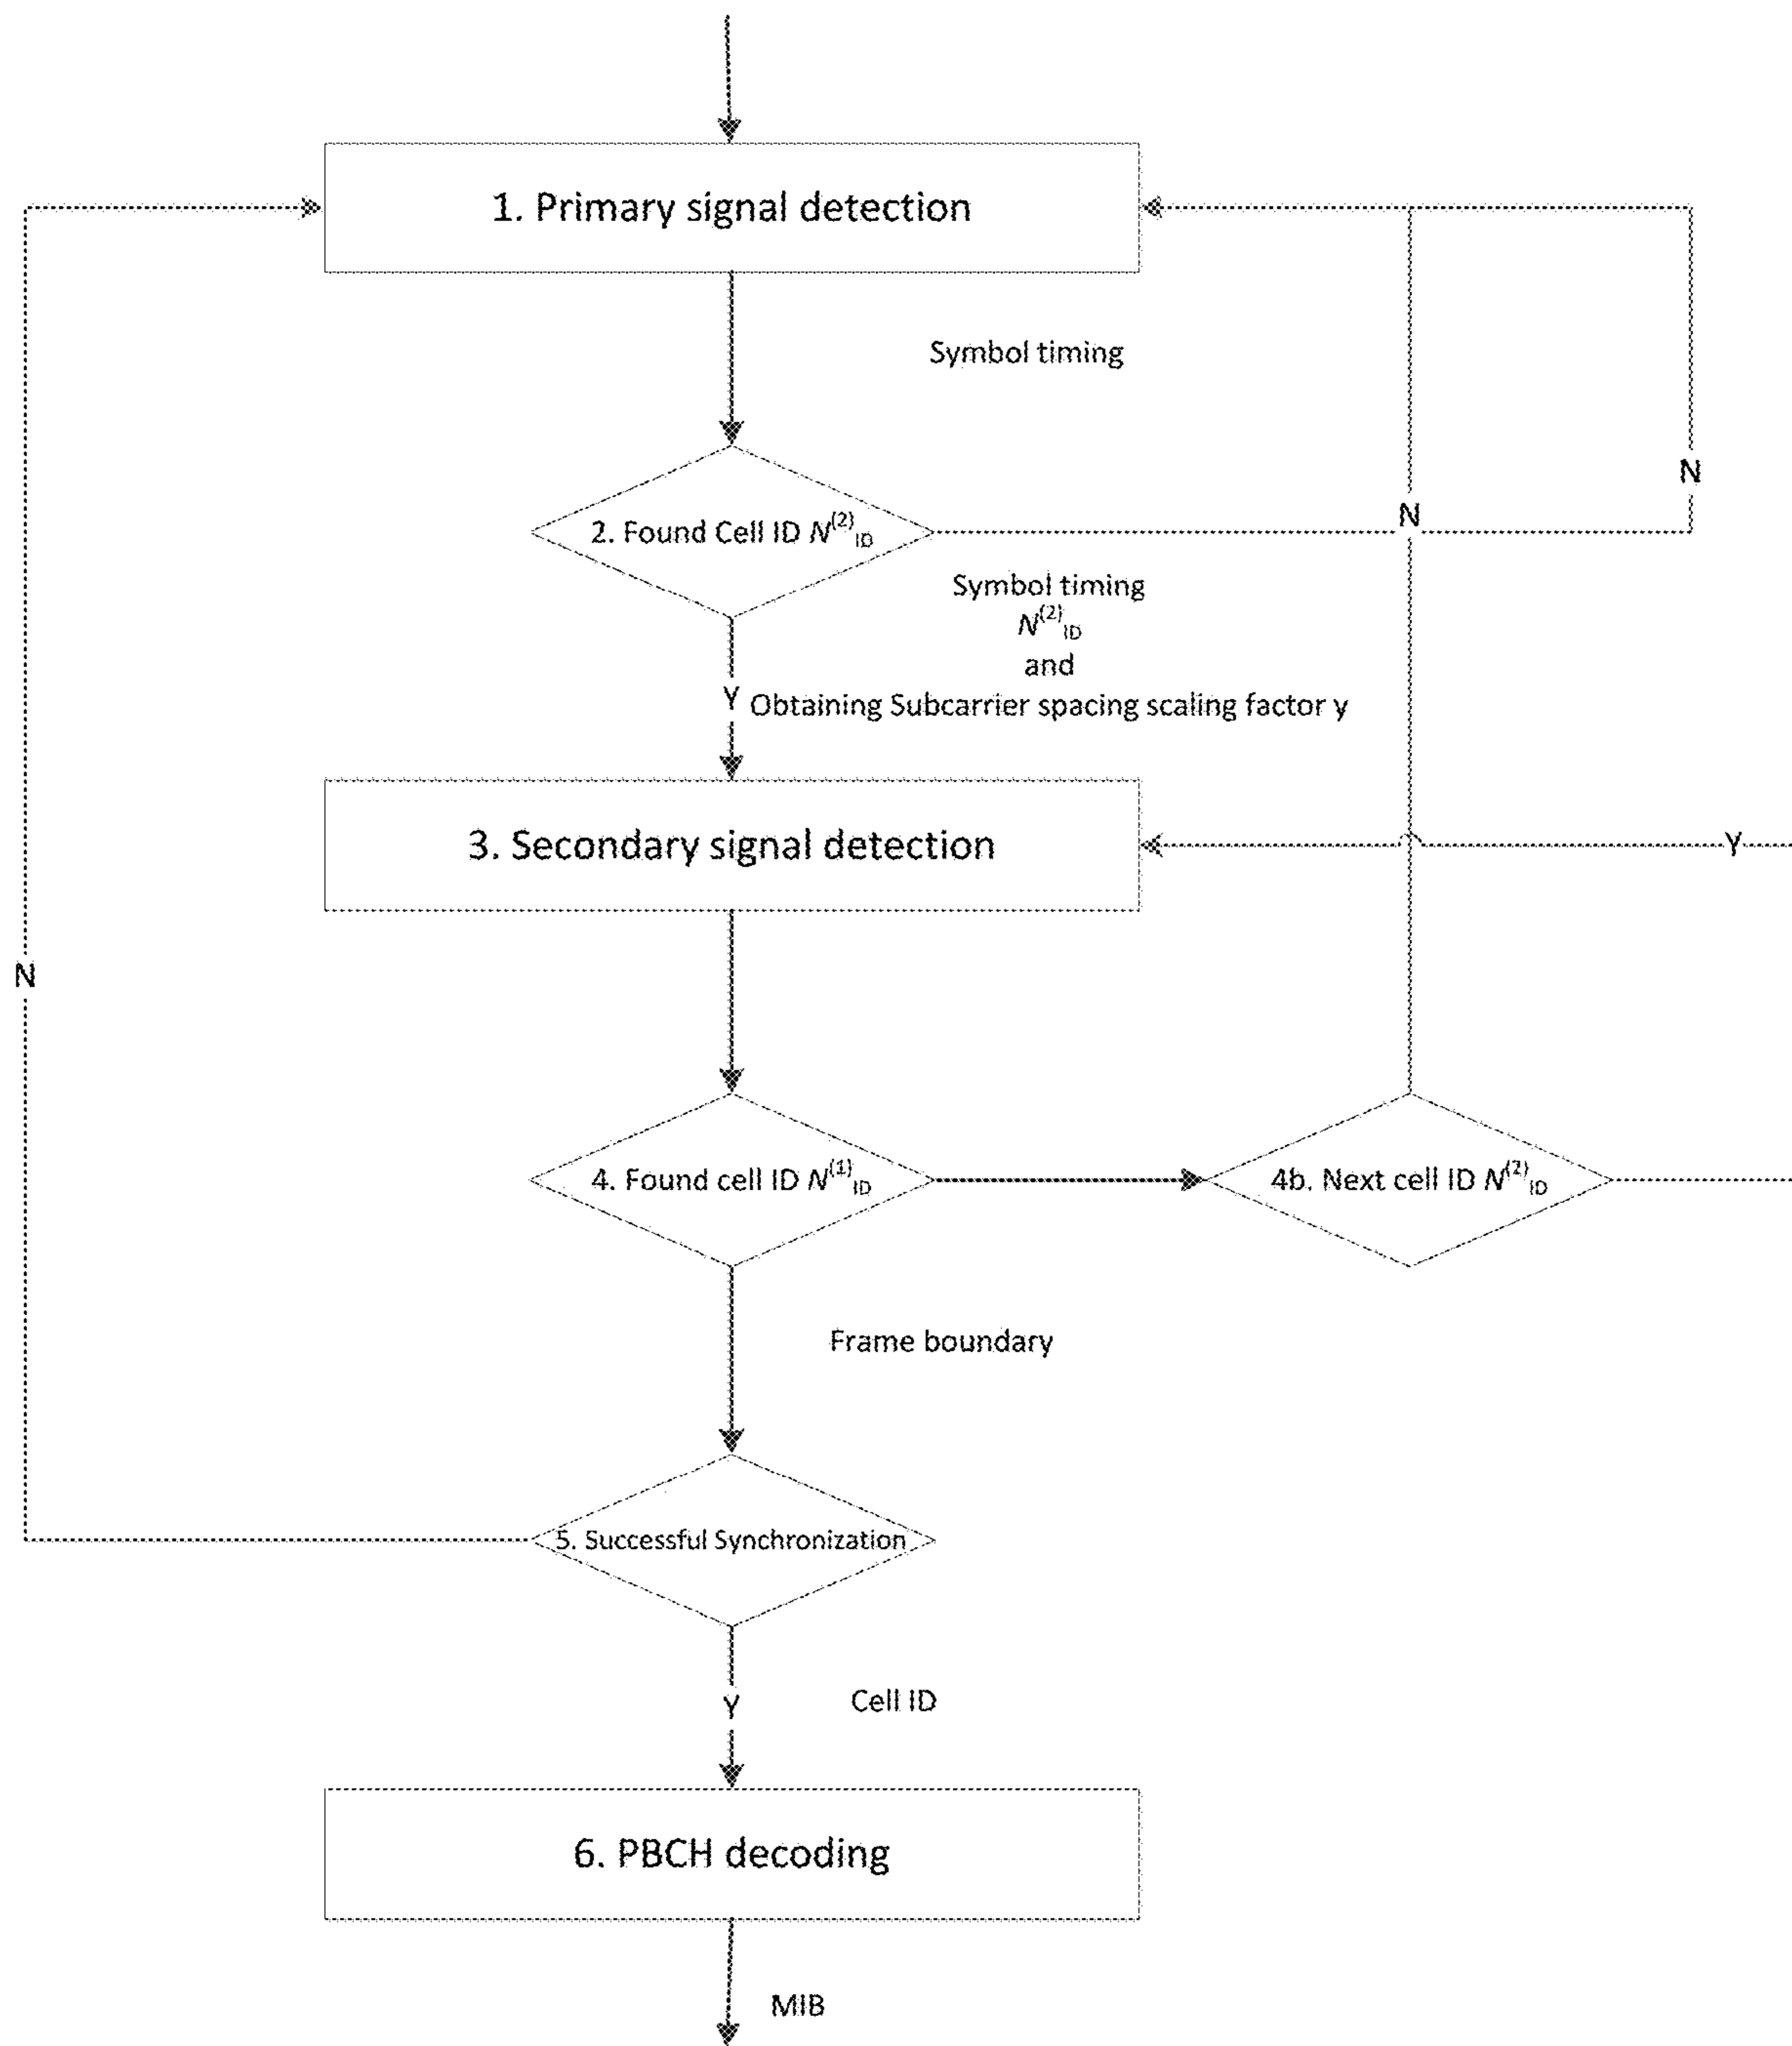 1. Primary signal detection
Symbol timing
N
N
2. Found Cell ID N(2)ID
Symbol timing
N(2)ID
and
Y
Obtaining Subcarrier spacing scaling factor y
3. Secondary signal detection
Y
N
4. Found cell ID N(1)ID
4b. Next cell ID N(2)ID
Frame boundary
5. Successful Synchronization
Y
Cell ID
6. PBCH decoding
MIB